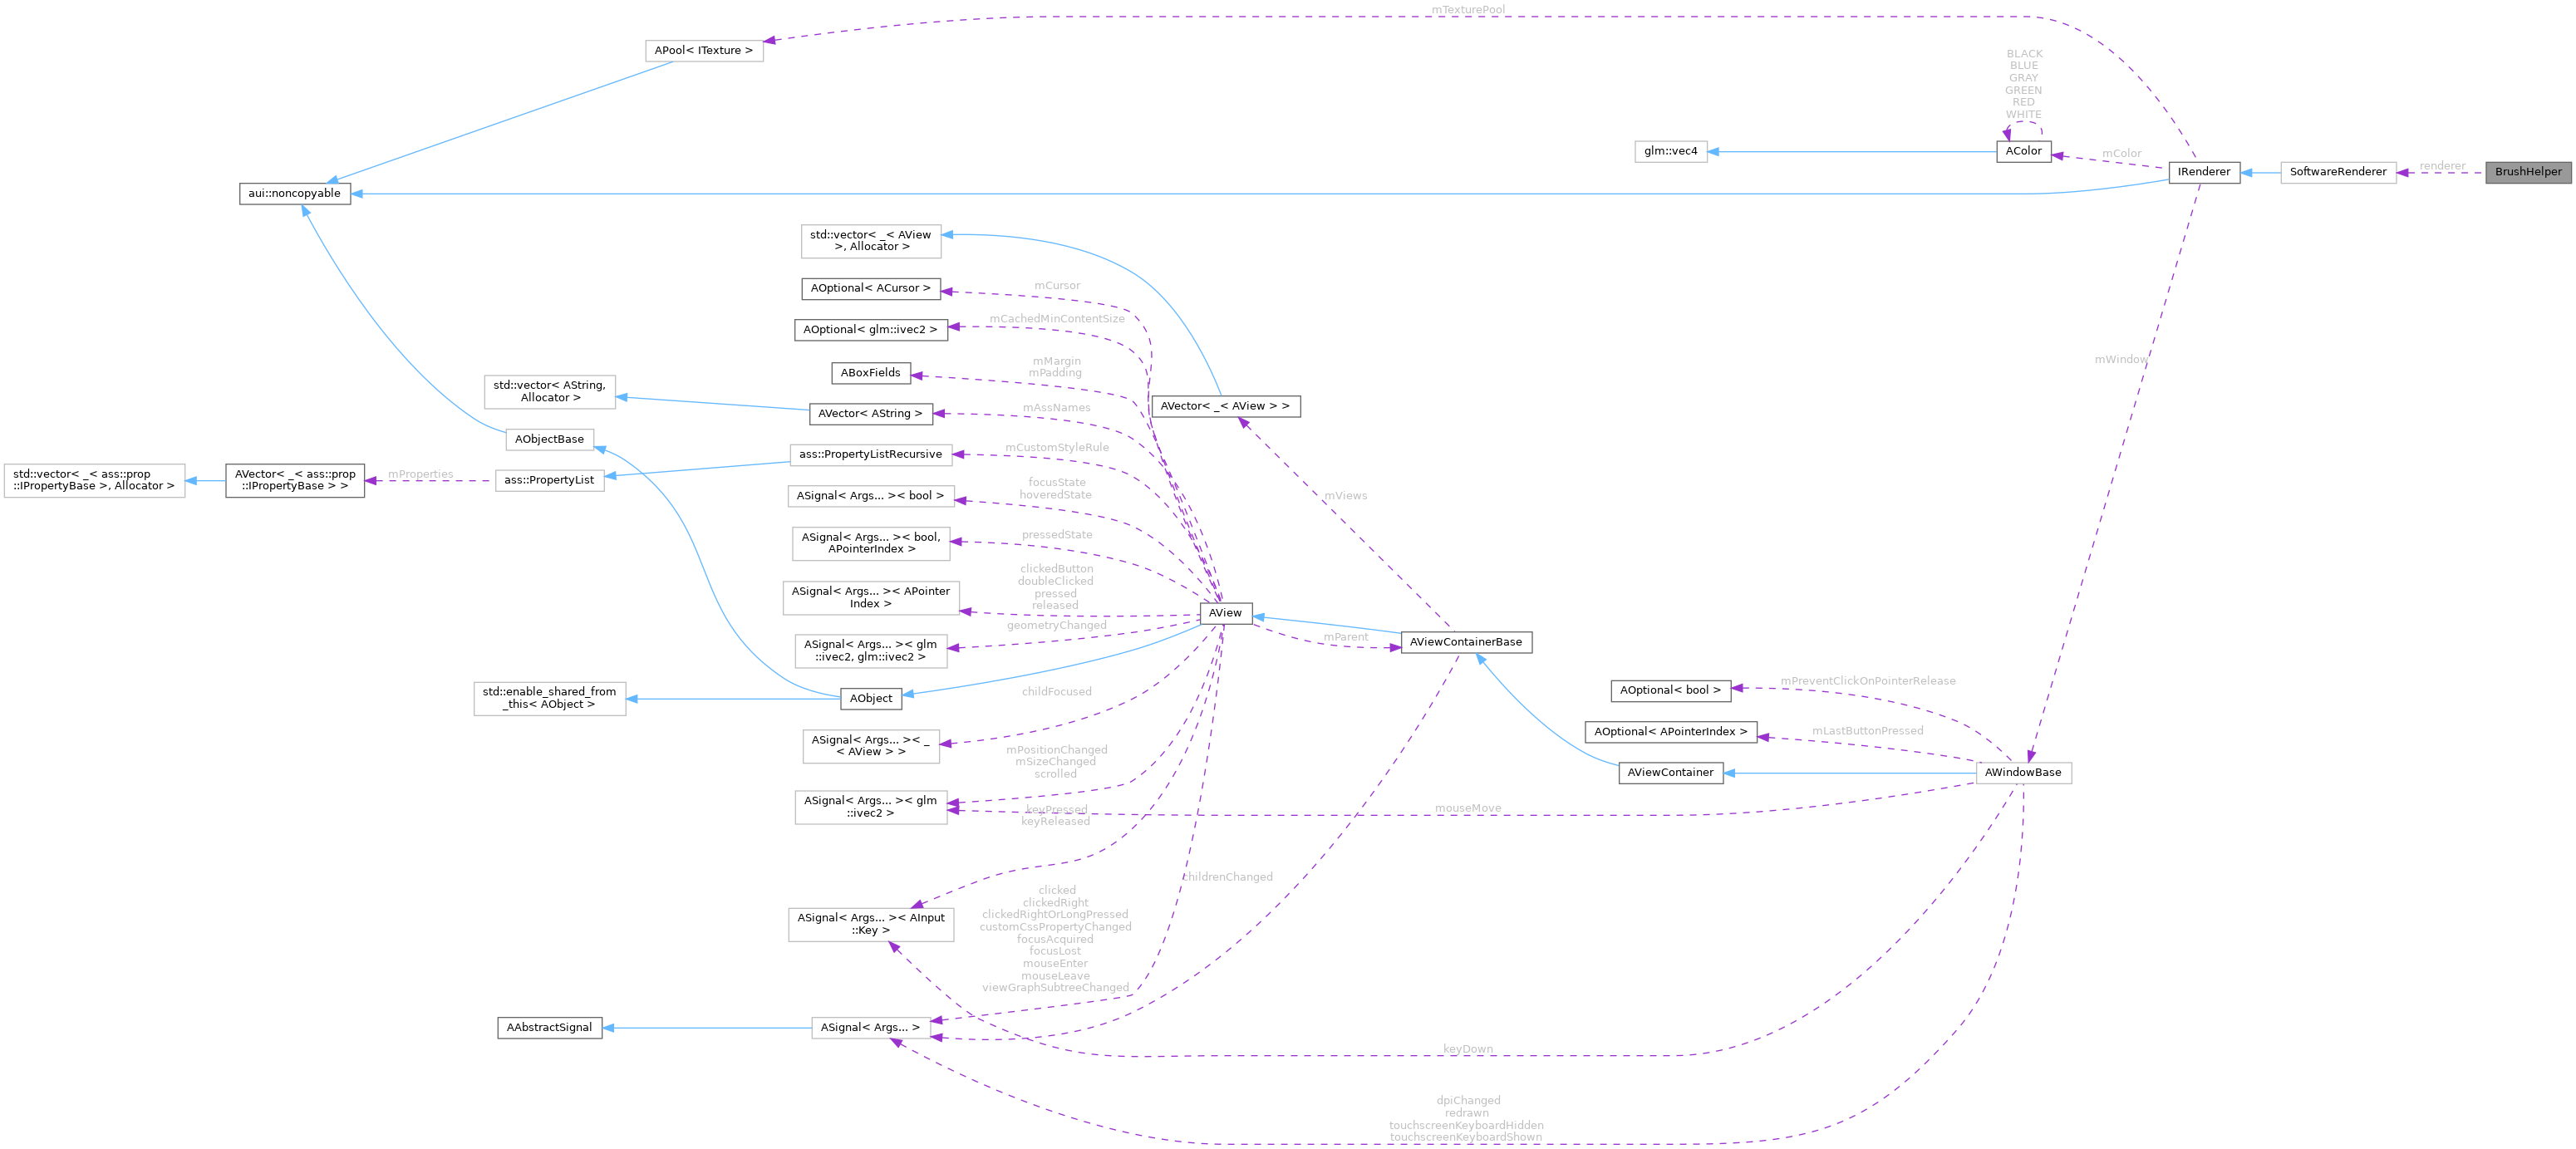 mTexturePool
APool< ITexture >
BLACK
BLUE
GRAY
GREEN
RED
WHITE
glm::vec4
AColor
mColor
IRenderer
SoftwareRenderer
renderer
BrushHelper
aui::noncopyable
std::vector< _< AView
>, Allocator >
AOptional< ACursor >
mCursor
AOptional< glm::ivec2 >
mCachedMinContentSize
mWindow
ABoxFields
mMargin
mPadding
std::vector< AString,
Allocator >
AVector< AString >
mAssNames
AVector< _< AView > >
AObjectBase
ass::PropertyListRecursive
mCustomStyleRule
std::vector< _< ass::prop
::IPropertyBase >, Allocator >
AVector< _< ass::prop
::IPropertyBase > >
mProperties
ass::PropertyList
ASignal< Args... >< bool >
focusState
hoveredState
mViews
ASignal< Args... >< bool,
APointerIndex >
pressedState
ASignal< Args... >< APointer
Index >
clickedButton
doubleClicked
pressed
released
AView
geometryChanged
ASignal< Args... >< glm
::ivec2, glm::ivec2 >
mParent
AViewContainerBase
std::enable_shared_from
_this< AObject >
AObject
childFocused
AOptional< bool >
mPreventClickOnPointerRelease
AOptional< APointerIndex >
mLastButtonPressed
ASignal< Args... >< _
< AView > >
mPositionChanged
mSizeChanged
scrolled
AViewContainer
AWindowBase
ASignal< Args... >< glm
::ivec2 >
keyPressed
keyReleased
mouseMove
childrenChanged
ASignal< Args... >< AInput
::Key >
clicked
clickedRight
clickedRightOrLongPressed
customCssPropertyChanged
focusAcquired
focusLost
mouseEnter
mouseLeave
viewGraphSubtreeChanged
AAbstractSignal
ASignal< Args... >
keyDown
dpiChanged
redrawn
touchscreenKeyboardHidden
touchscreenKeyboardShown